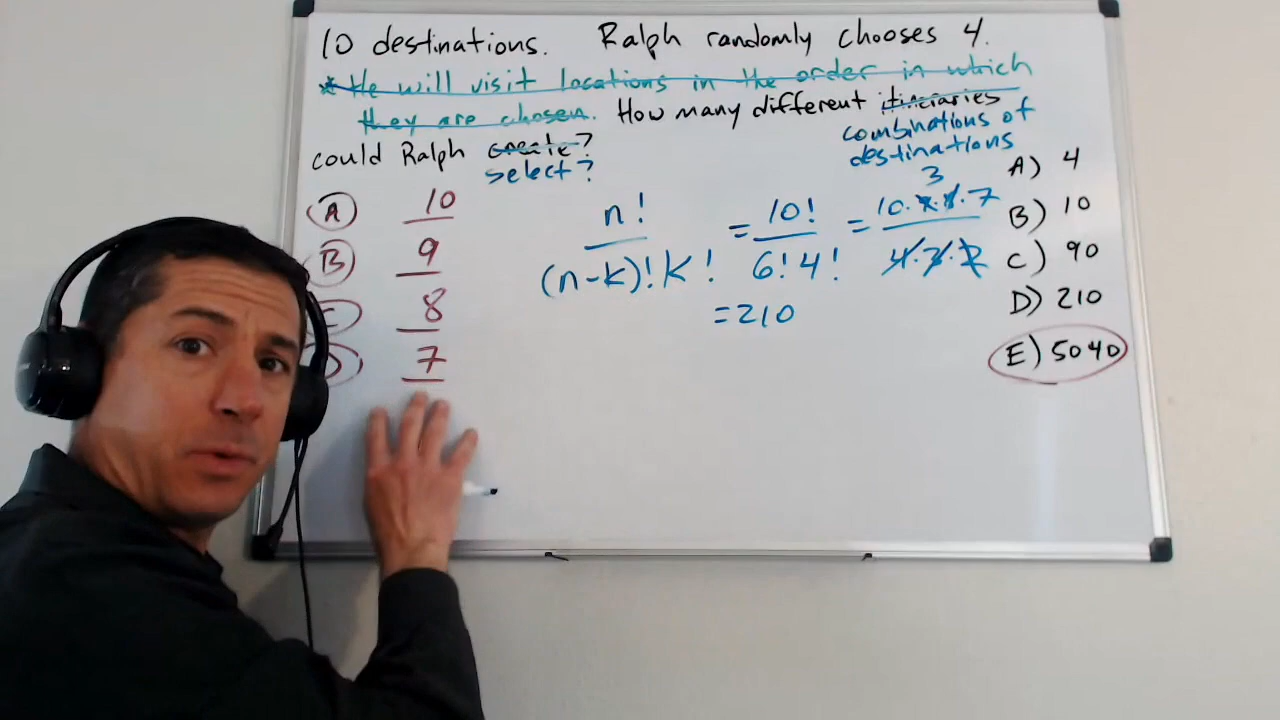 10 destinations. Ralph randomly chooses 4.
* He will visit locations in the order in which
they are chosen. How many different itineraries
combinations of
destinations
could Ralph create?
select?
A 10
B 9
C 8
D 7
n! / (n-k)! k! = 10! / 6! 4! = 10·9·8·7 / 4·3·2
3
= 210
A) 4
B) 10
C) 90
D) 210
E) 5040